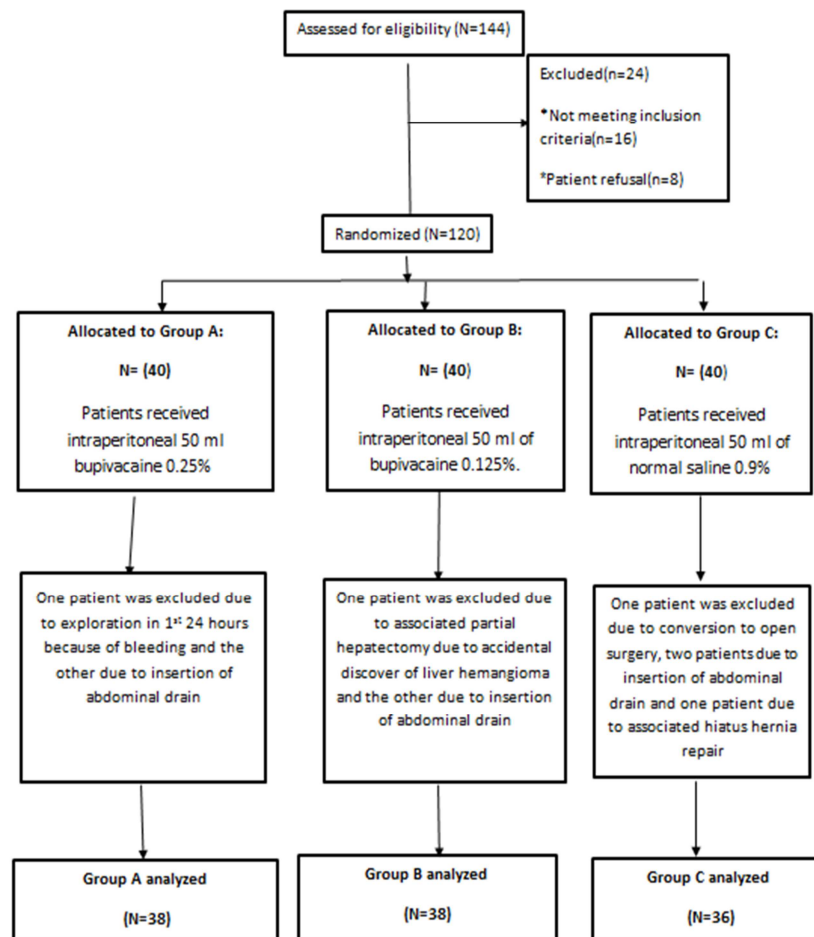 Assessed for eligibility (N=144)
Excluded(n=24)
*Not meeting inclusion
criteria(n=16)
*Patient refusal(n=8)
Randomized (N=120)
Allocated to Group A:
N= (40)
Patients received
intraperitoneal 50 ml
bupivacaine 0.25%
Allocated to Group B:
N= (40)
Patients received
intraperitoneal 50 ml of
bupivacaine 0.125%.
Allocated to Group C:
N= (40)
Patients received
intraperitoneal 50 ml of
normal saline 0.9%
One patient was excluded due
to exploration in 1st 24 hours
because of bleeding and the
other due to insertion of
abdominal drain
One patient was excluded due
to associated partial
hepatectomy due to accidental
discover of liver hemangioma
and the other due to insertion
of abdominal drain
One patient was excluded
due to conversion to open
surgery, two patients due to
insertion of abdominal
drain and one patient due
to associated hiatus hernia
repair
Group A analyzed
(N=38)
Group B analyzed
(N=38)
Group C analyzed
(N=36)